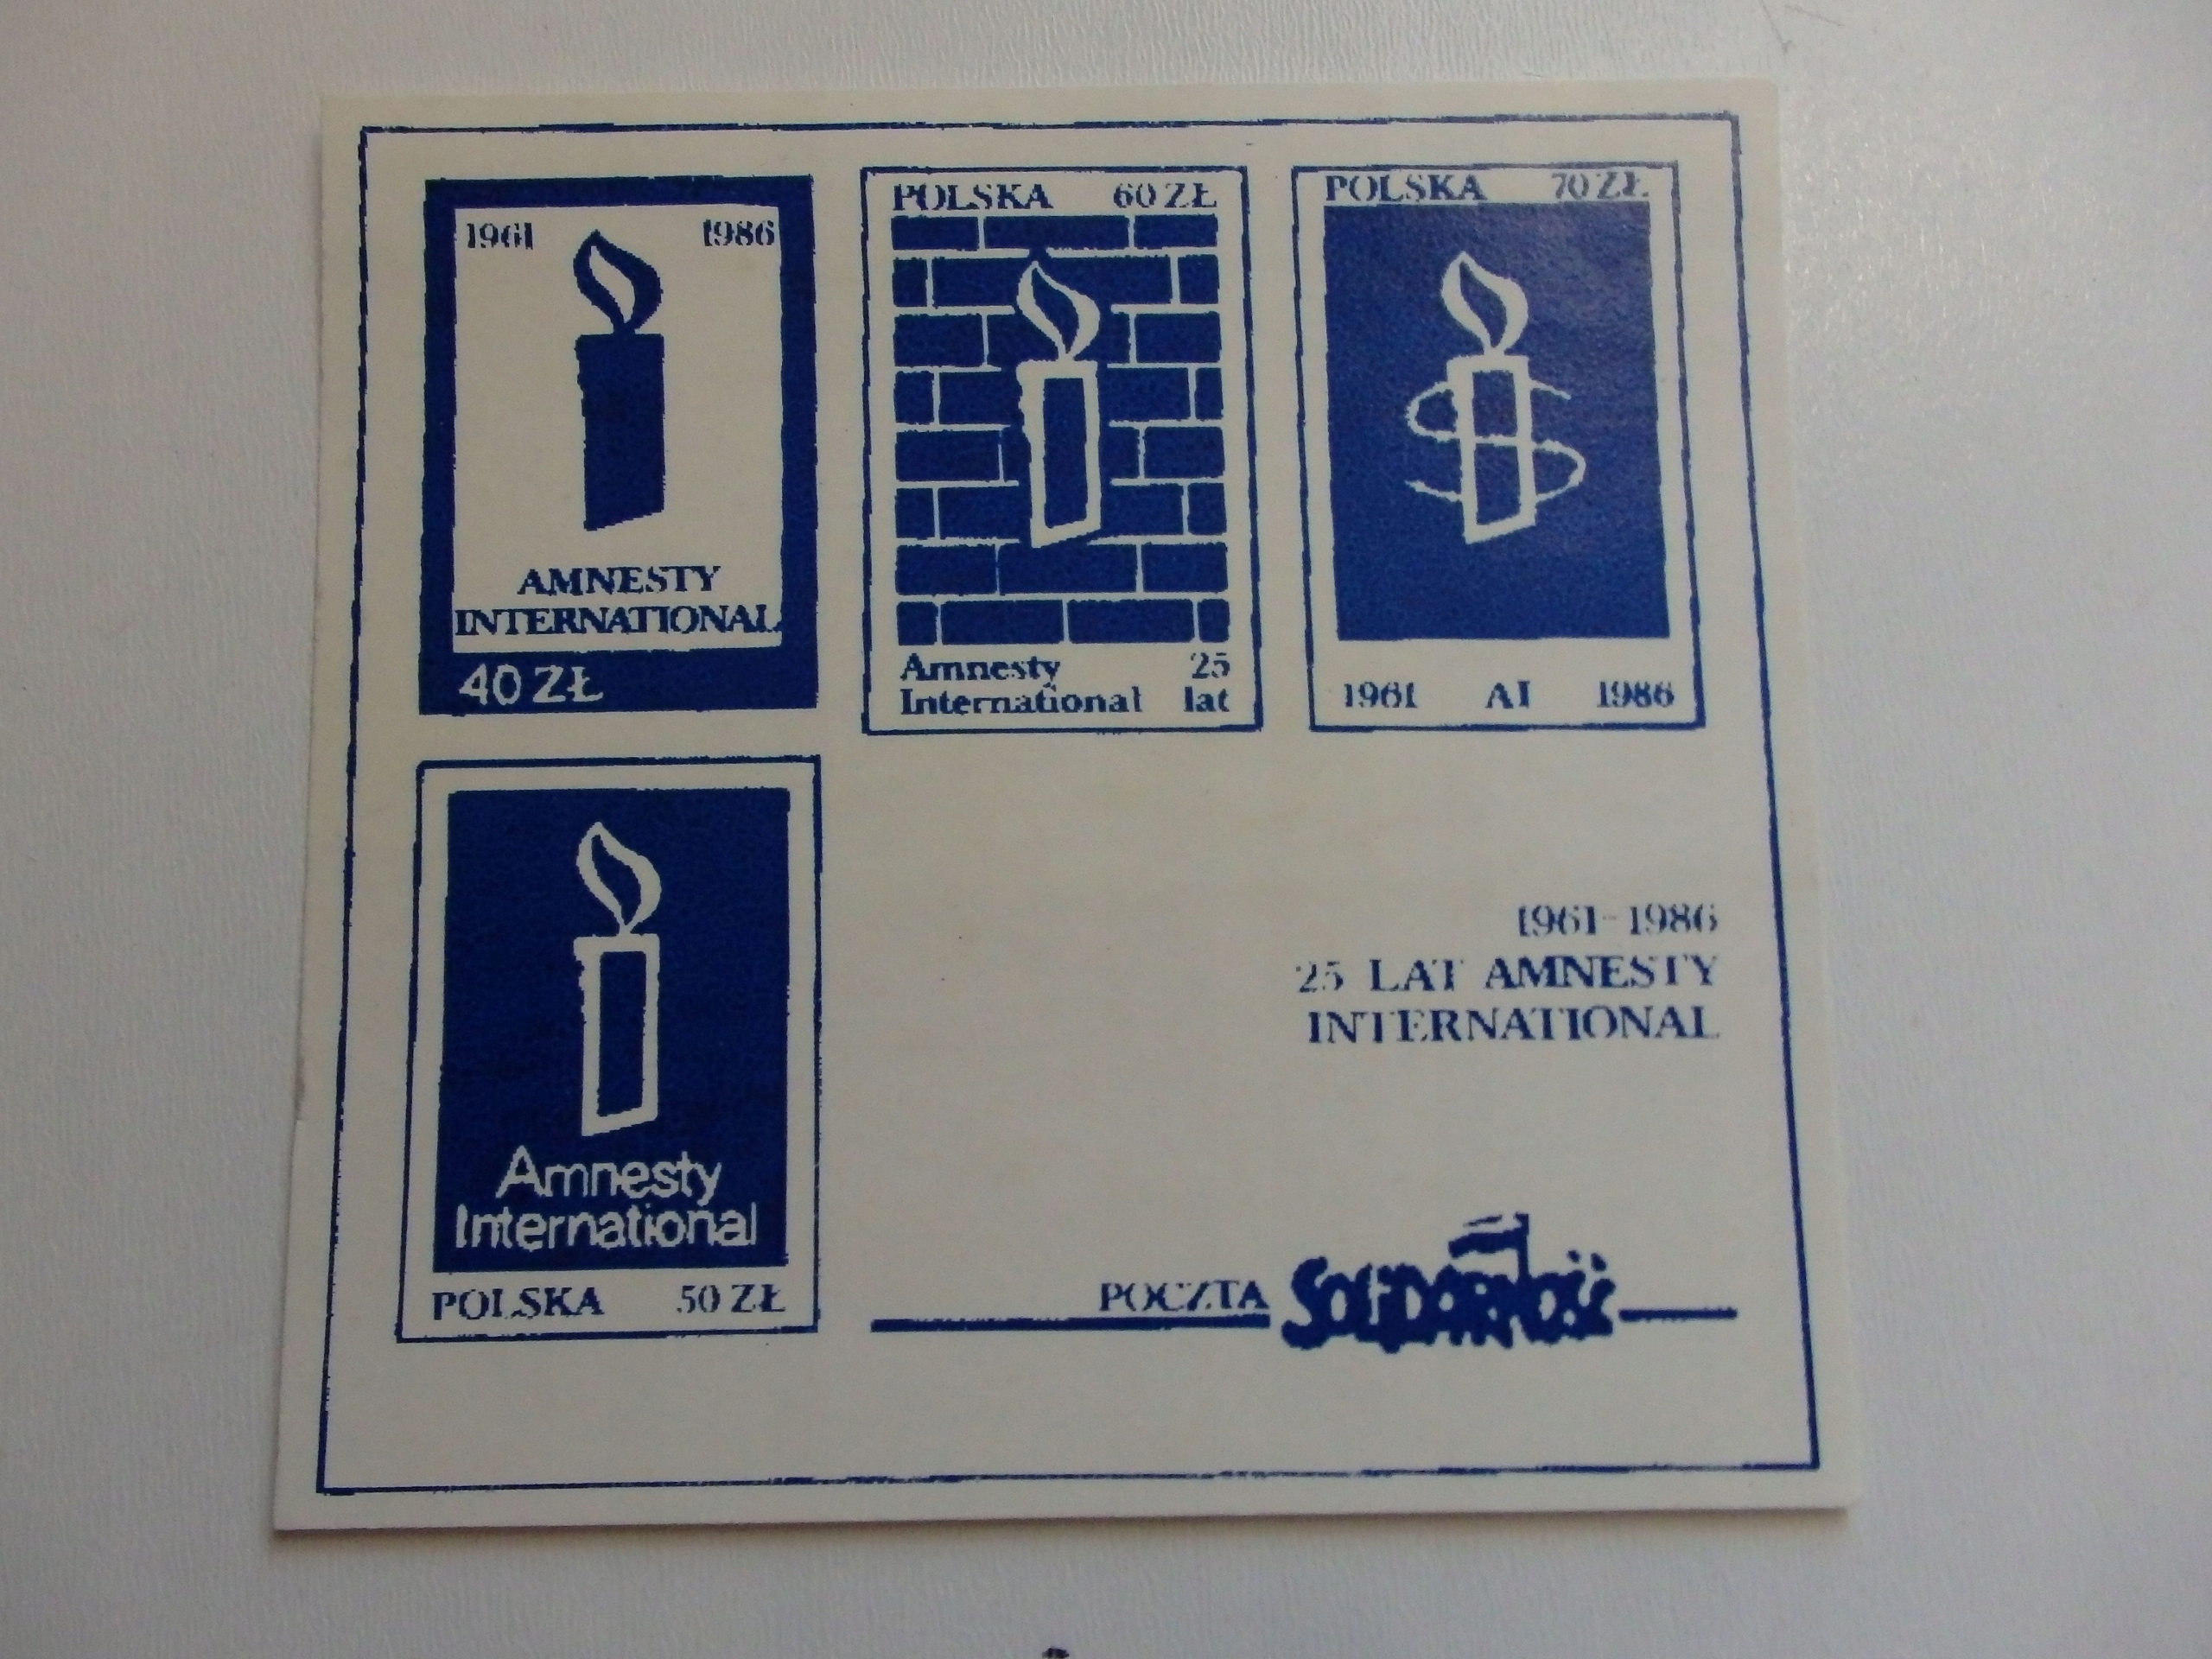 1961 1986
AMNESTY
INTERNATIONAL
40 ZŁ
POLSKA 60 ZŁ
Amnesty 25
International lat
POLSKA 70 ZŁ
1961 AI 1986
Amnesty
International
POLSKA 50 ZŁ
1961-1986
25 LAT AMNESTY
INTERNATIONAL
POCZTA SOLIDARNOŚĆ